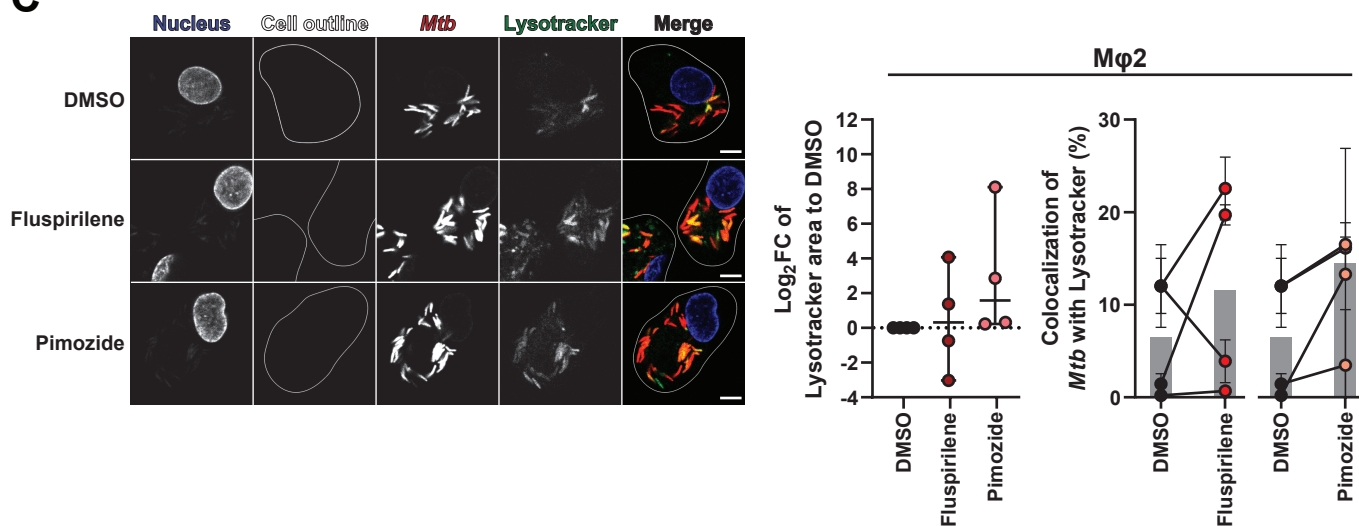 C
Nucleus Cell outline Mtb Lysotracker Merge
DMSO
Fluspirilene
Pimozide
Mφ2
Log2FC of
Lysotracker area to DMSO
12
10
8
6
4
2
0
-2
-4
DMSO
Fluspirilene
Pimozide
Colocalization of
Mtb with Lysotracker (%)
30
20
10
0
DMSO
Fluspirilene
DMSO
Pimozide